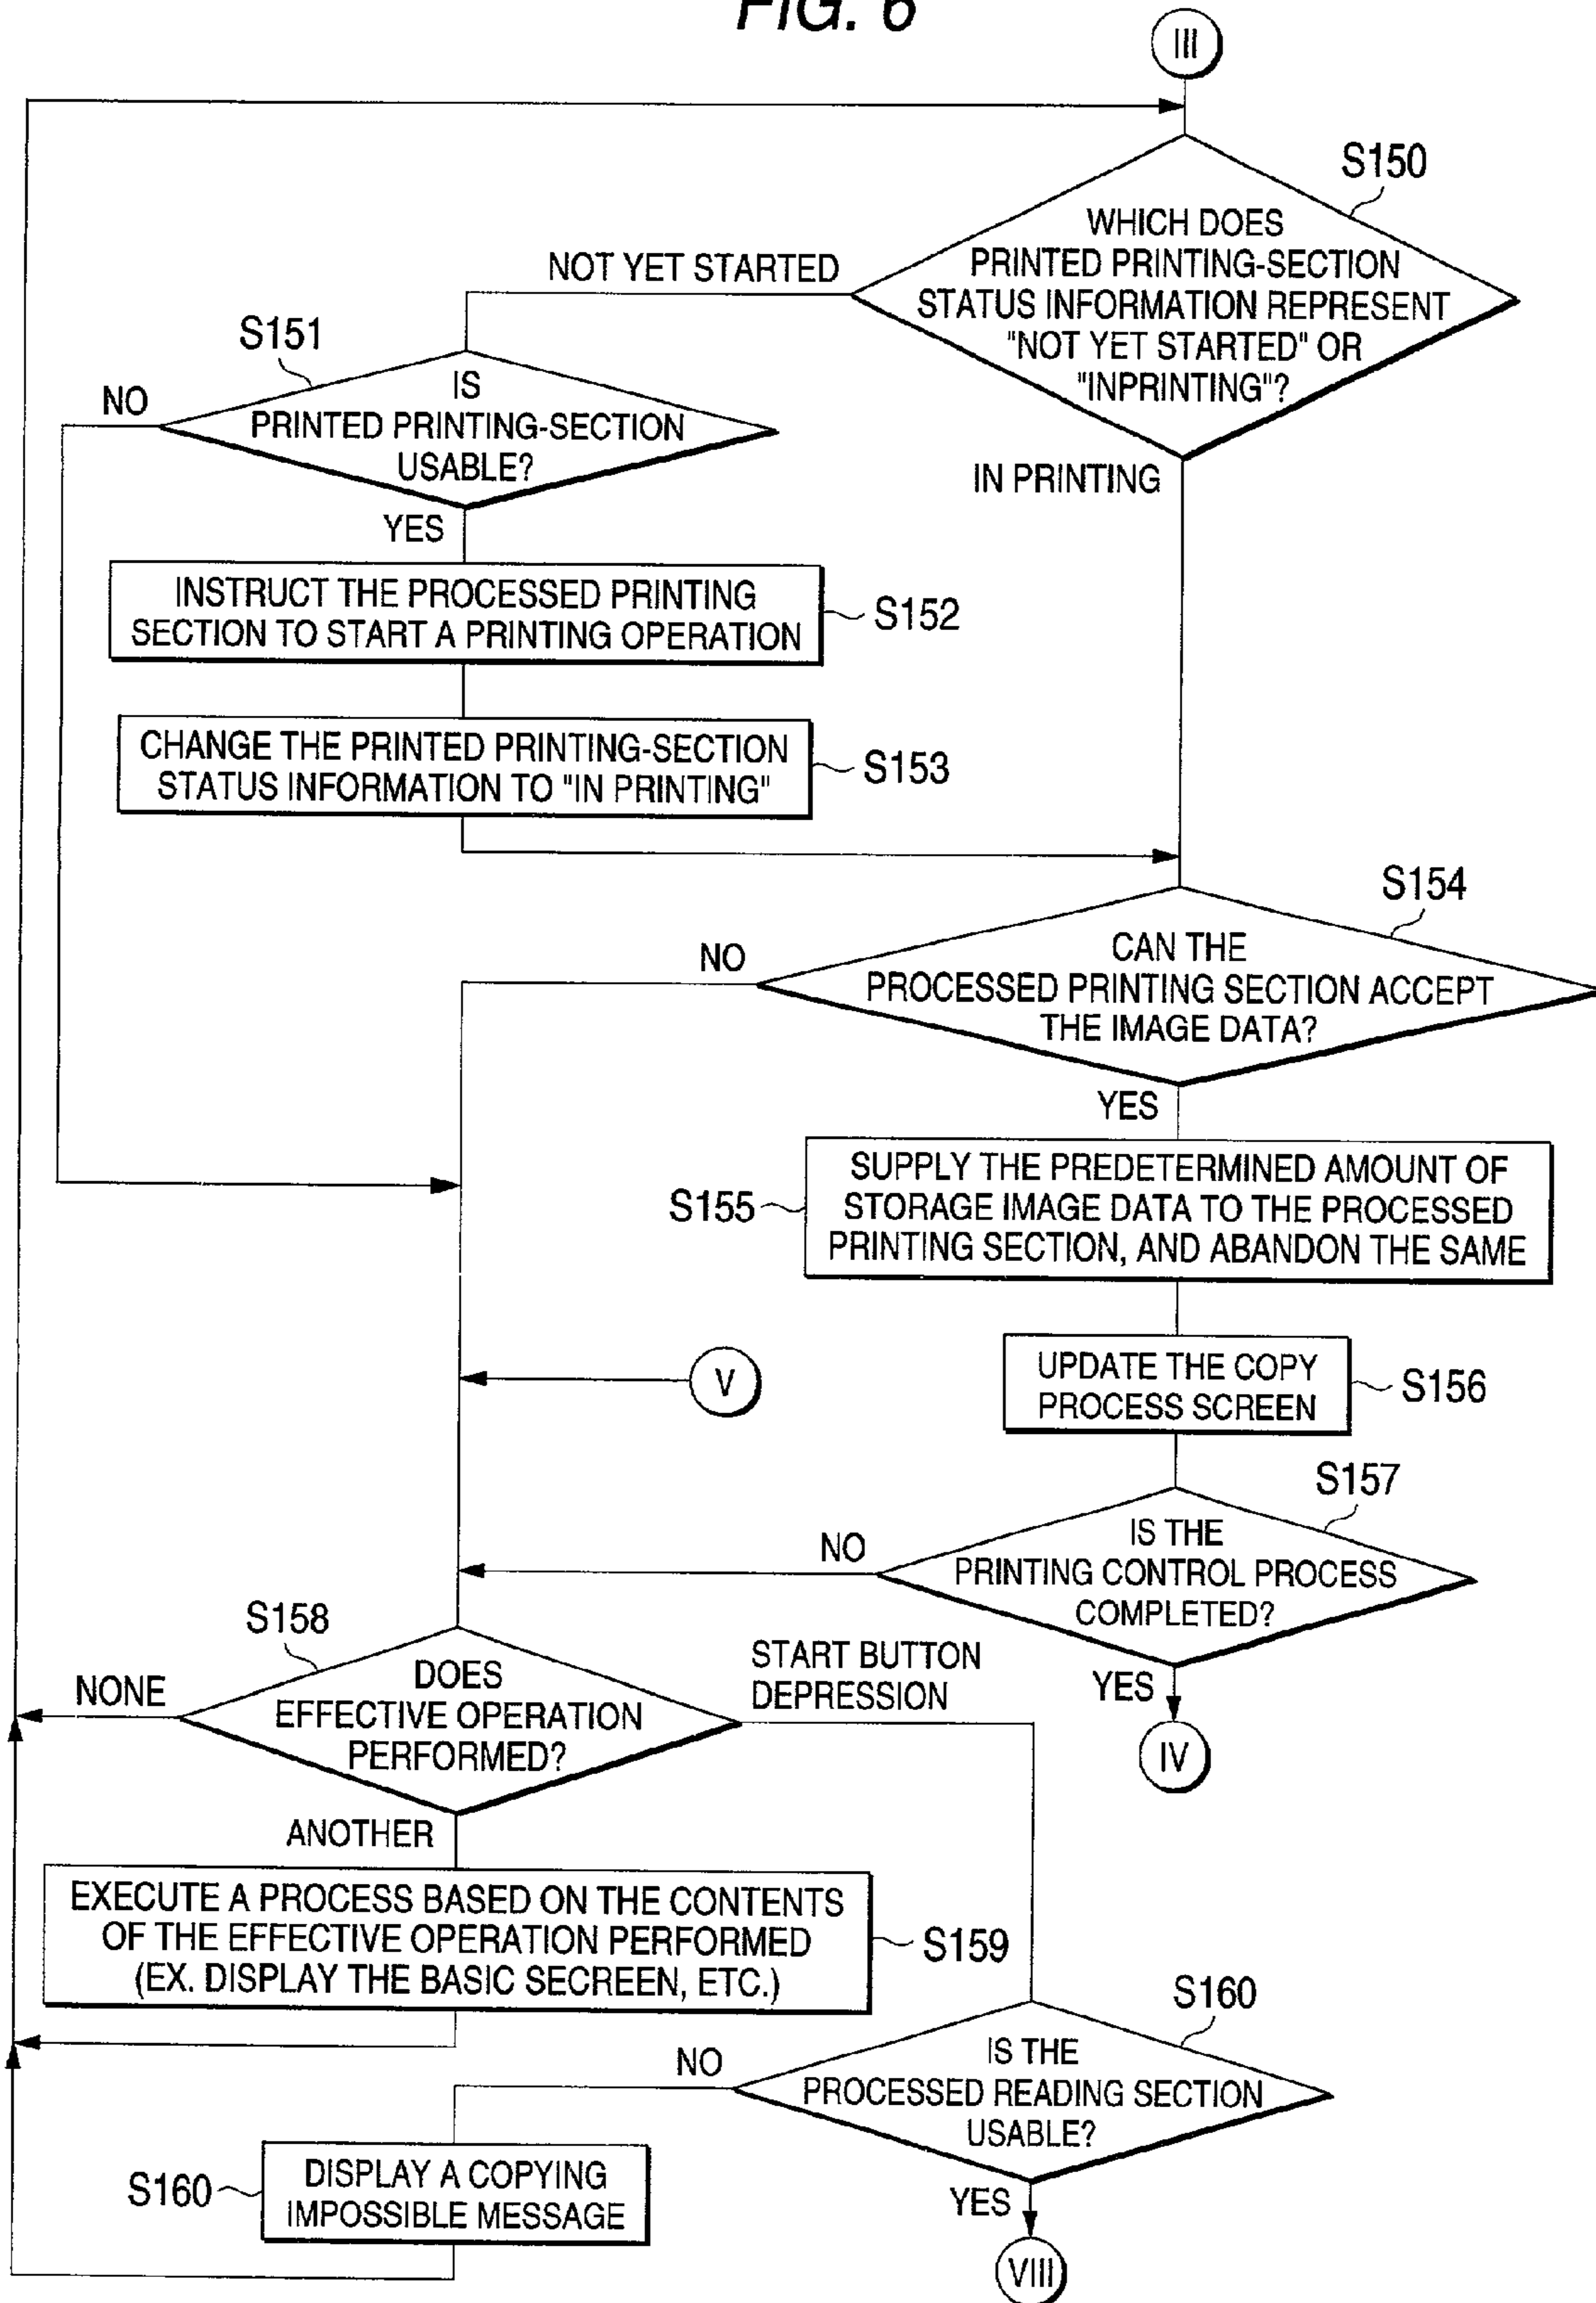 FIG. 6
III
S150
WHICH DOES
PRINTED PRINTING-SECTION
STATUS INFORMATION REPRESENT
"NOT YET STARTED" OR
"INPRINTING"?
NOT YET STARTED
IN PRINTING
S151
IS
PRINTED PRINTING-SECTION
USABLE?
NO
YES
INSTRUCT THE PROCESSED PRINTING
SECTION TO START A PRINTING OPERATION
S152
CHANGE THE PRINTED PRINTING-SECTION
STATUS INFORMATION TO "IN PRINTING"
S153
S154
CAN THE
PROCESSED PRINTING SECTION ACCEPT
THE IMAGE DATA?
NO
YES
S155
SUPPLY THE PREDETERMINED AMOUNT OF
STORAGE IMAGE DATA TO THE PROCESSED
PRINTING SECTION, AND ABANDON THE SAME
UPDATE THE COPY
PROCESS SCREEN
S156
V
S157
IS THE
PRINTING CONTROL PROCESS
COMPLETED?
NO
YES
IV
S158
DOES
EFFECTIVE OPERATION
PERFORMED?
NONE
START BUTTON
DEPRESSION
ANOTHER
EXECUTE A PROCESS BASED ON THE CONTENTS
OF THE EFFECTIVE OPERATION PERFORMED
(EX. DISPLAY THE BASIC SECREEN, ETC.)
S159
S160
IS THE
PROCESSED READING SECTION
USABLE?
NO
YES
S160
DISPLAY A COPYING
IMPOSSIBLE MESSAGE
VIII